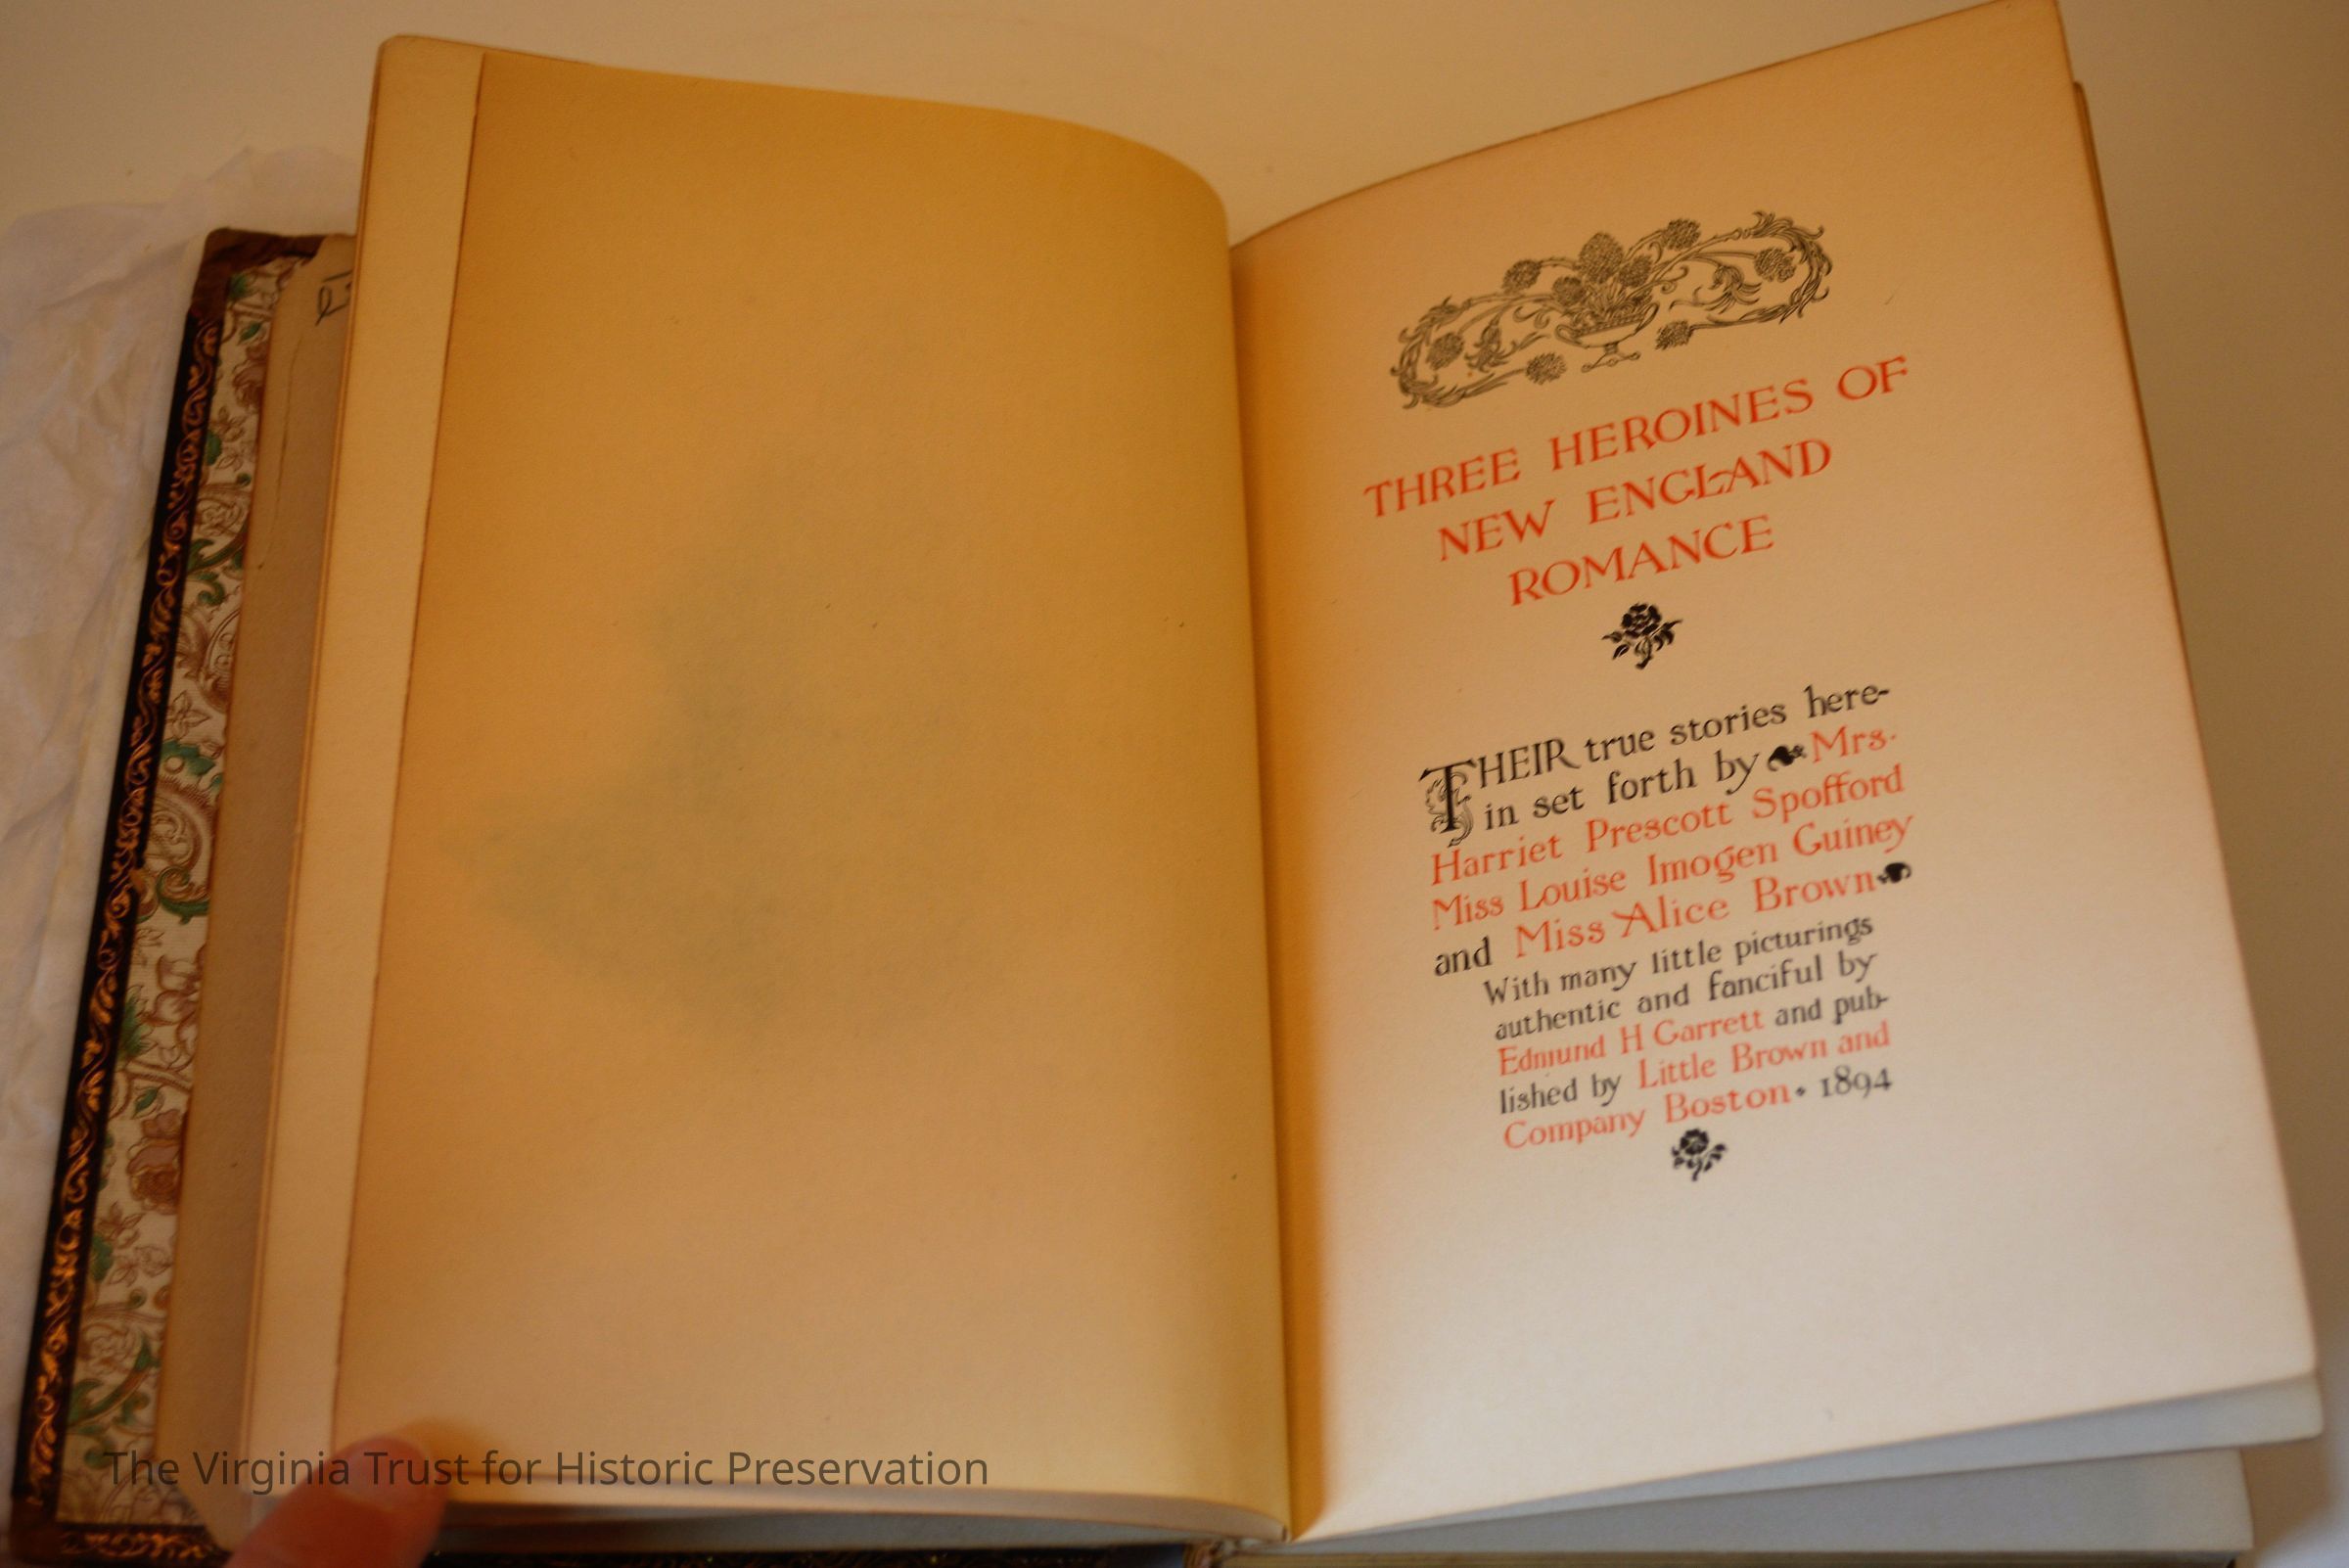 THREE HEROINES OF
NEW ENGLAND
ROMANCE
THEIR true stories here-
in set forth by Mrs.
Harriet Prescott Spofford
Miss Louise Imogen Guiney
and Miss Alice Brown
With many little picturings
authentic and fanciful by
Edmund H Garrett and pub-
lished by Little Brown and
Company Boston • 1894
The Virginia Trust for Historic Preservation